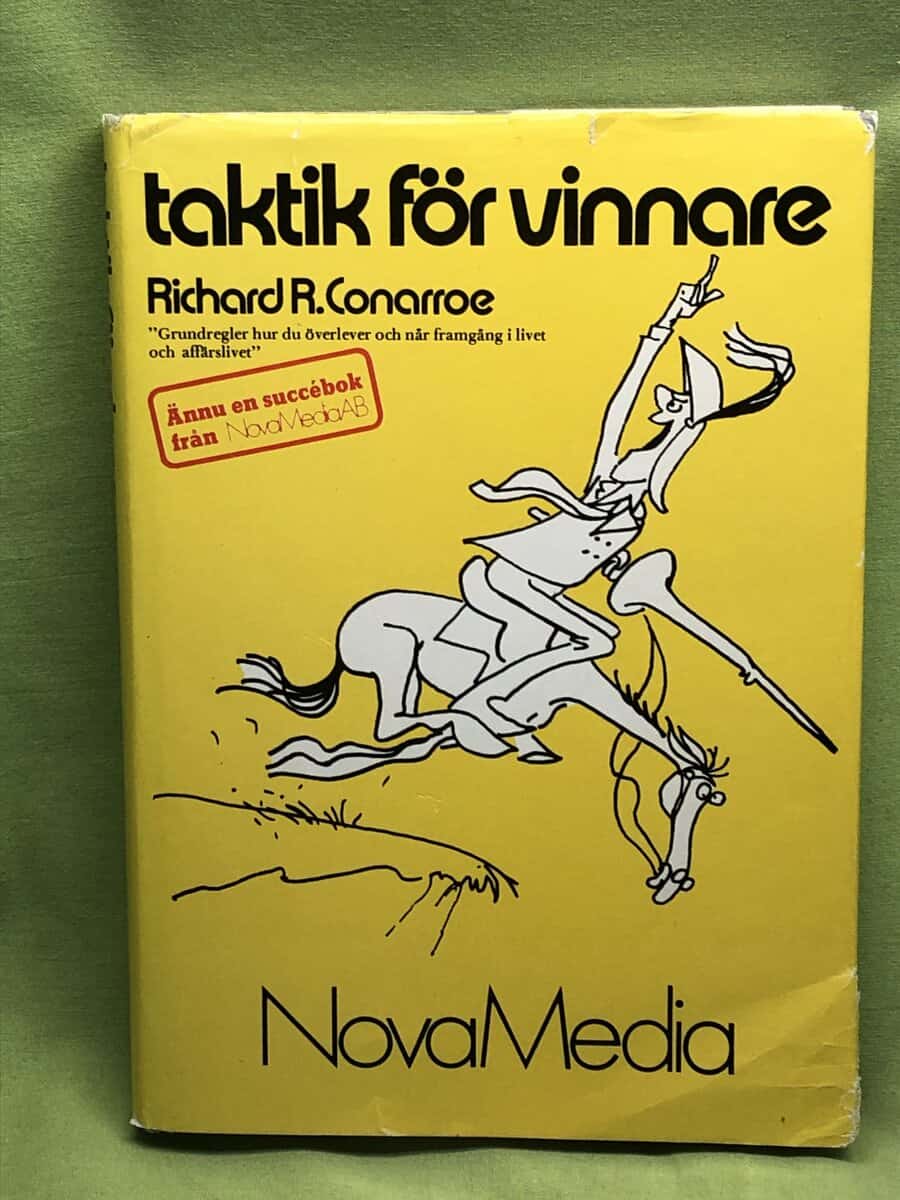 taktik för vinnare
Richard R. Conarroe
"Grundregler hur du överlever och når framgång i livet
och affärslivet"
Ännu en succébok
från NovaMediaAB
NovaMedia